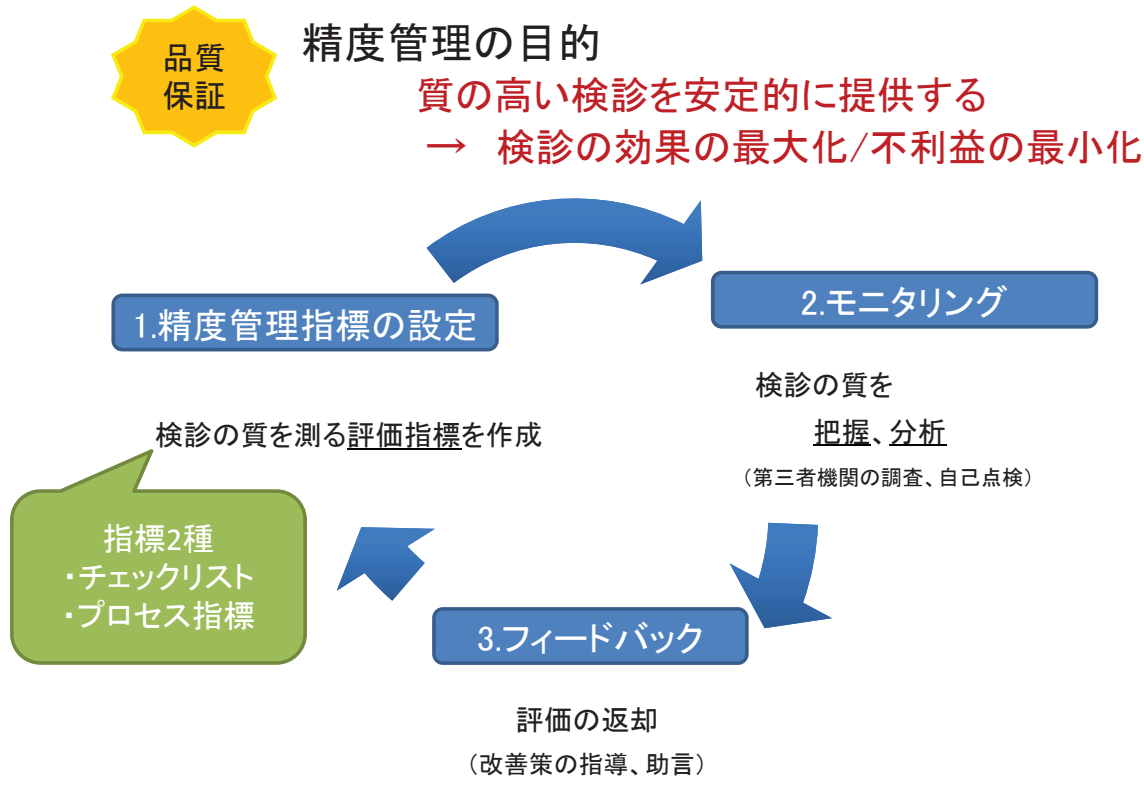 品質
保証
精度管理の目的
質の高い検診を安定的に提供する
→ 検診の効果の最大化/不利益の最小化
1.精度管理指標の設定
検診の質を測る評価指標を作成
指標2種
・チェックリスト
・プロセス指標
2.モニタリング
検診の質を
把握、分析
（第三者機関の調査、自己点検）
3.フィードバック
評価の返却
（改善策の指導、助言）